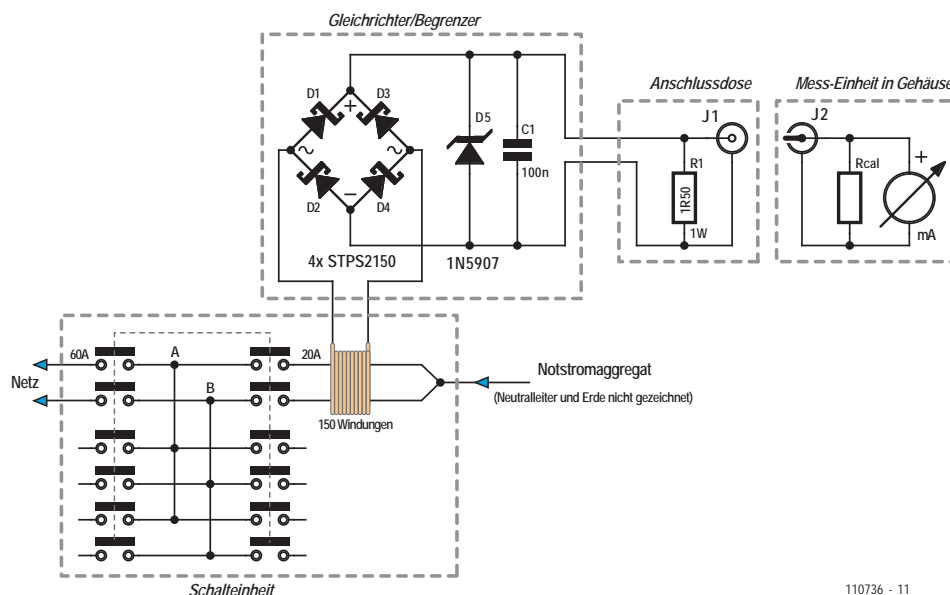 Gleichrichter/Begrenzer
D1
D3
+
D5
C1
100n
D2
–
D4
4x STPS2150
1N5907
Anschlussdose
J1
R1
1R50
1W
Mess-Einheit in Gehäuse
J2
Rcal
+
mA
60A
A
20A
Netz
B
150 Windungen
Notstromaggregat
(Neutralleiter und Erde nicht gezeichnet)
Schalteinheit
110736 - 11